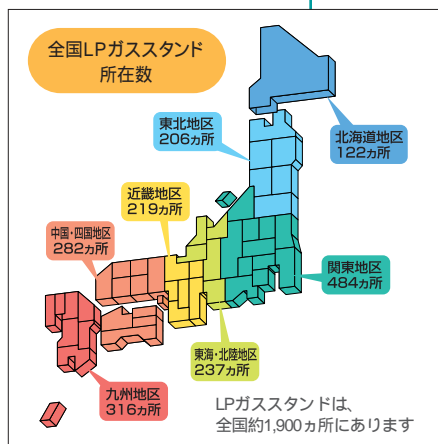 全国LPガススタンド
所在数
東北地区
206ヵ所
北海道地区
122ヵ所
近畿地区
219ヵ所
中国・四国地区
282ヵ所
関東地区
484ヵ所
東海・北陸地区
237ヵ所
九州地区
316ヵ所
LPガススタンドは、
全国約1,900ヵ所にあります